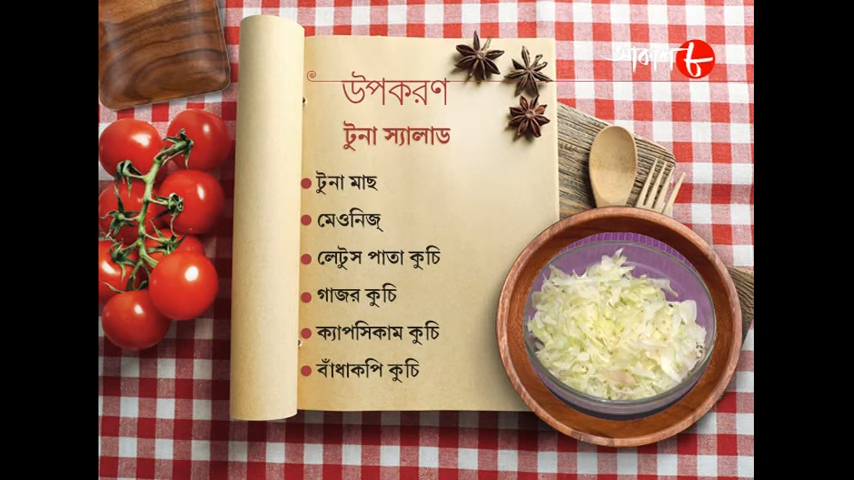 আকাশ ৮
উপকরণ
টুনা স্যালাড
টুনা মাছ
মেওনিজ্
লেটুস পাতা কুচি
গাজর কুচি
ক্যাপসিকাম কুচি
বাঁধাকপি কুচি